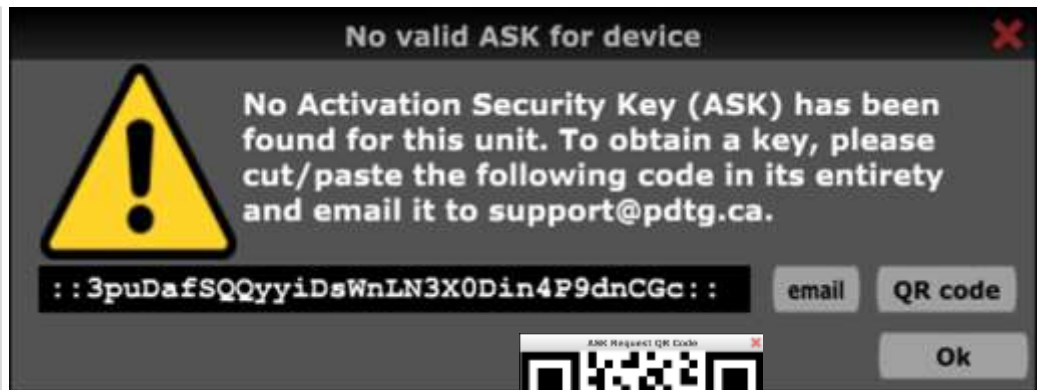 No valid ASK for device
No Activation Security Key (ASK) has been
found for this unit. To obtain a key, please
cut/paste the following code in its entirety
and email it to support@pdtg.ca.
::3puDafSQQyyiDsWnLN3X0Din4P9dnCGc::
email
QR code
ASK Request QR Code
Ok